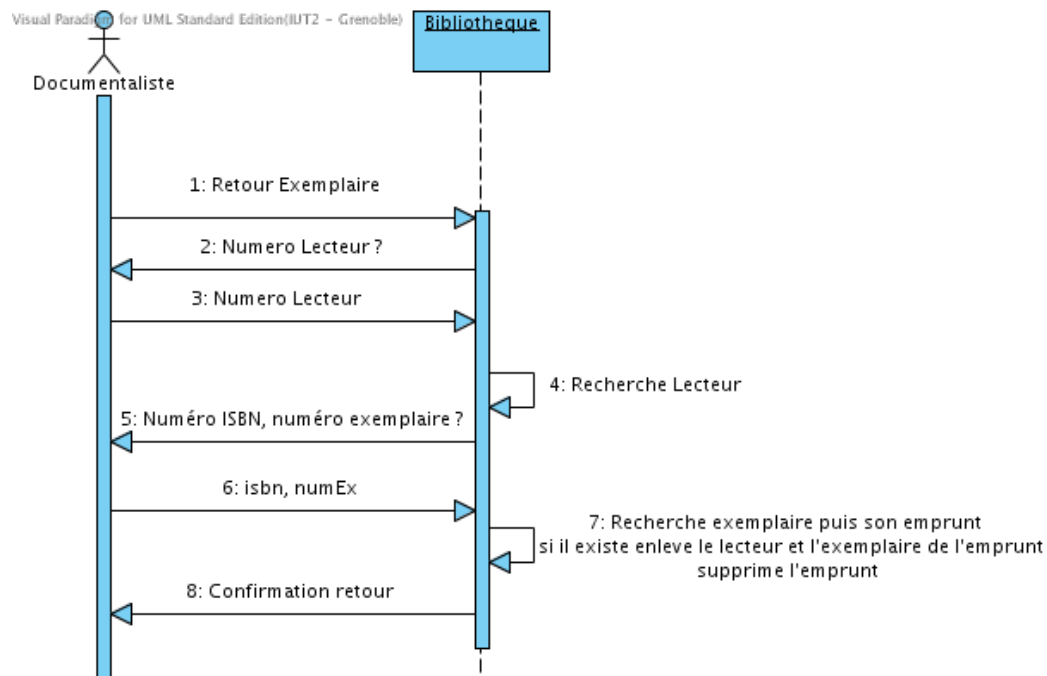 Visual Paradigm for UML Standard Edition(IUT2 - Grenoble)
Bibliotheque
Documentaliste
1: Retour Exemplaire
2: Numero Lecteur ?
3: Numero Lecteur
4: Recherche Lecteur
5: Numéro ISBN, numéro exemplaire ?
6: isbn, numEx
7: Recherche exemplaire puis son emprunt
si il existe enleve le lecteur et l'exemplaire de l'emprunt
supprime l'emprunt
8: Confirmation retour